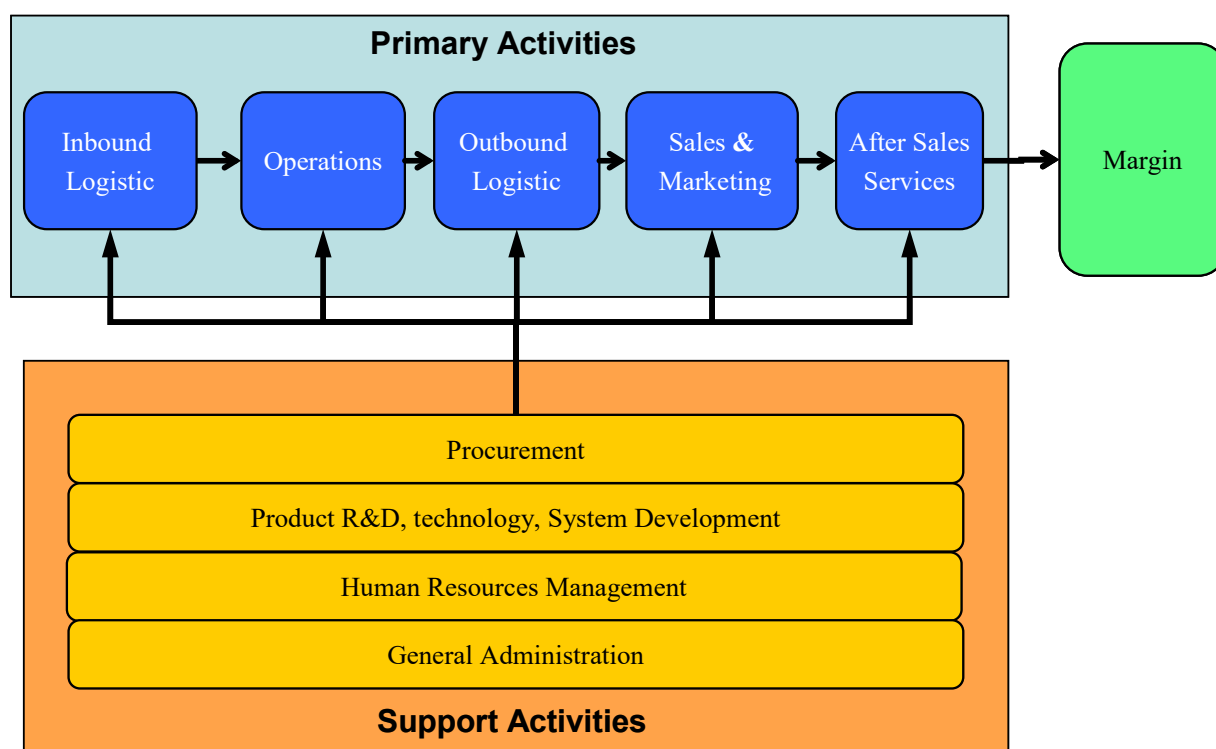 Primary Activities
Inbound
Logistic
Operations
Outbound
Logistic
Sales &
Marketing
After Sales
Services
Margin
Procurement
Product R&D, technology, System Development
Human Resources Management
General Administration
Support Activities